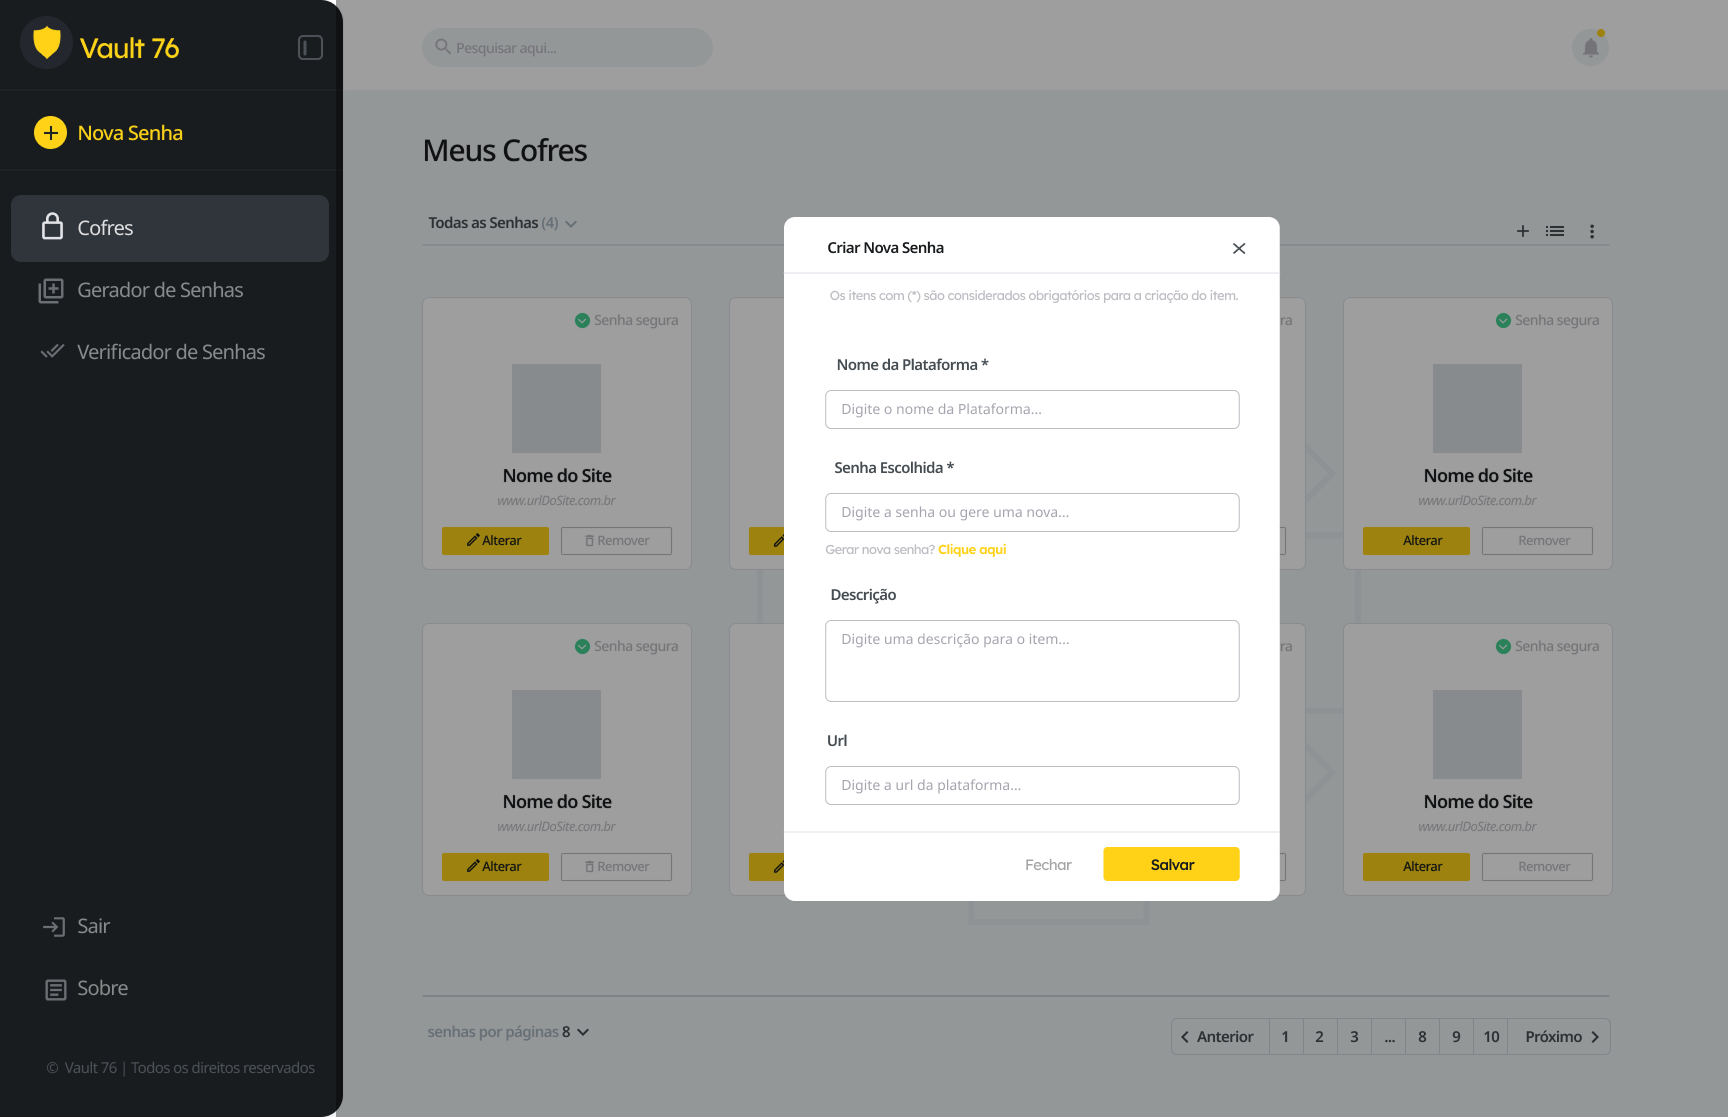 Vault 76
Pesquisar aqui...
Nova Senha
Cofres
Gerador de Senhas
Verificador de Senhas
Sair
Sobre
© Vault 76 | Todos os direitos reservados
Meus Cofres
Todas as Senhas (4)
Senha segura
Nome do Site
www.urlDoSite.com.br
Alterar
Remover
ra
Senha segura
Nome do Site
www.urlDoSite.com.br
Alterar
Remover
Senha segura
Nome do Site
www.urlDoSite.com.br
Alterar
Remover
ra
Senha segura
Nome do Site
www.urlDoSite.com.br
Alterar
Remover
Criar Nova Senha
Os itens com (*) são considerados obrigatórios para a criação do item.
Nome da Plataforma *
Digite o nome da Plataforma...
Senha Escolhida *
Digite a senha ou gere uma nova...
Gerar nova senha? Clique aqui
Descrição
Digite uma descrição para o item...
Url
Digite a url da plataforma...
Fechar
Salvar
senhas por páginas 8
Anterior 1 2 3 ... 8 9 10 Próximo